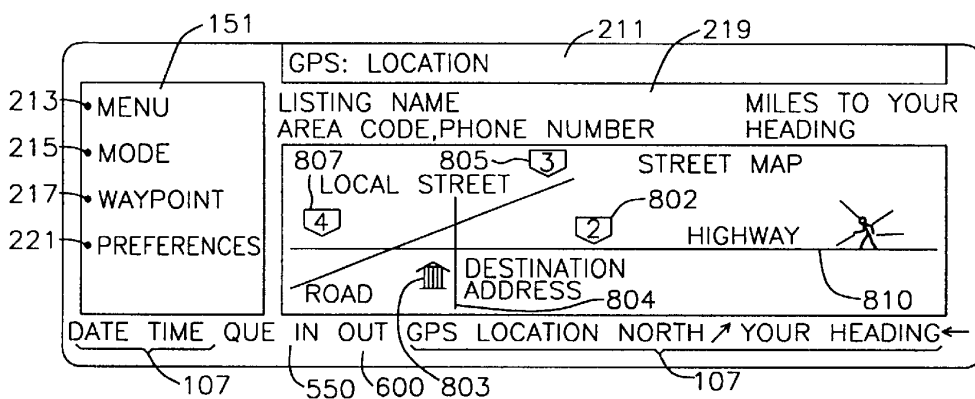 151
211
219
GPS: LOCATION
213 MENU
LISTING NAME
MILES TO YOUR
AREA CODE, PHONE NUMBER
HEADING
215 MODE
807
805
3
STREET MAP
LOCAL STREET
217 WAYPOINT
802
4
2
221 PREFERENCES
HIGHWAY
DESTINATION
ROAD
ADDRESS
804
810
DATE TIME QUE IN OUT GPS LOCATION NORTH↗ YOUR HEADING←
107
550
600
803
107